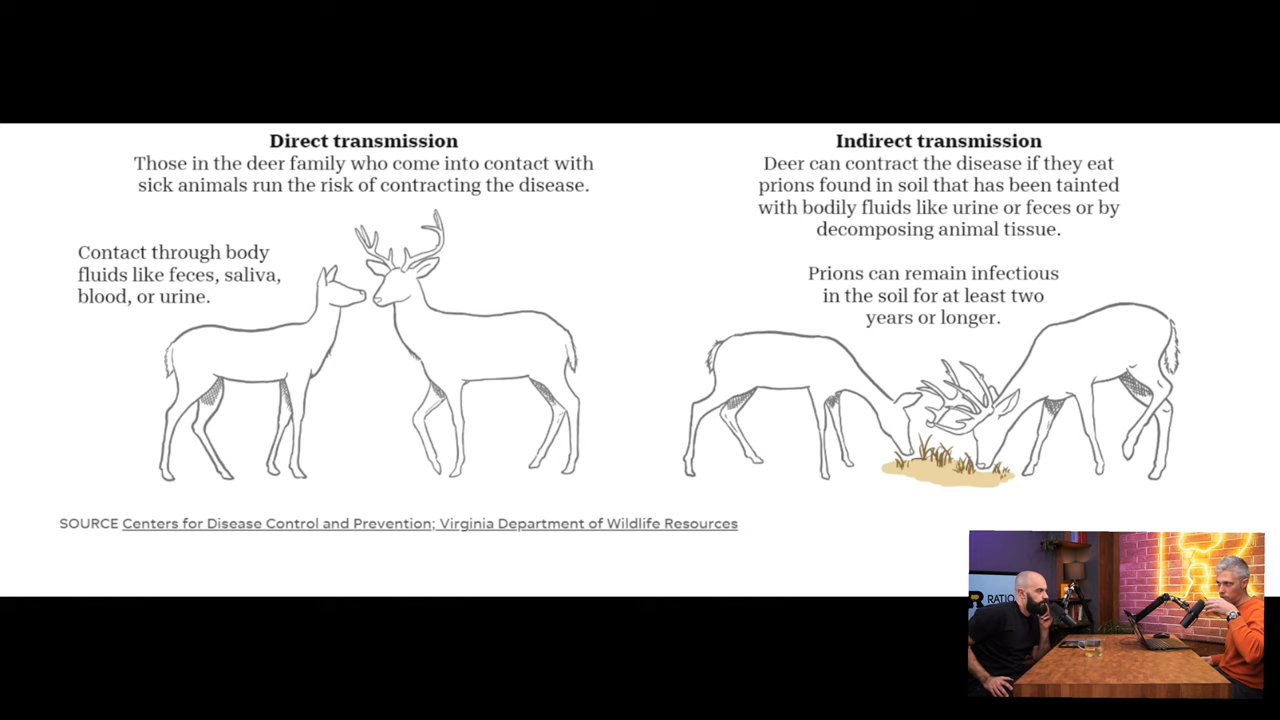 Direct transmission
Those in the deer family who come into contact with
sick animals run the risk of contracting the disease.
Contact through body
fluids like feces, saliva,
blood, or urine.
Indirect transmission
Deer can contract the disease if they eat
prions found in soil that has been tainted
with bodily fluids like urine or feces or by
decomposing animal tissue.
Prions can remain infectious
in the soil for at least two
years or longer.
SOURCE Centers for Disease Control and Prevention; Virginia Department of Wildlife Resources
RATIO